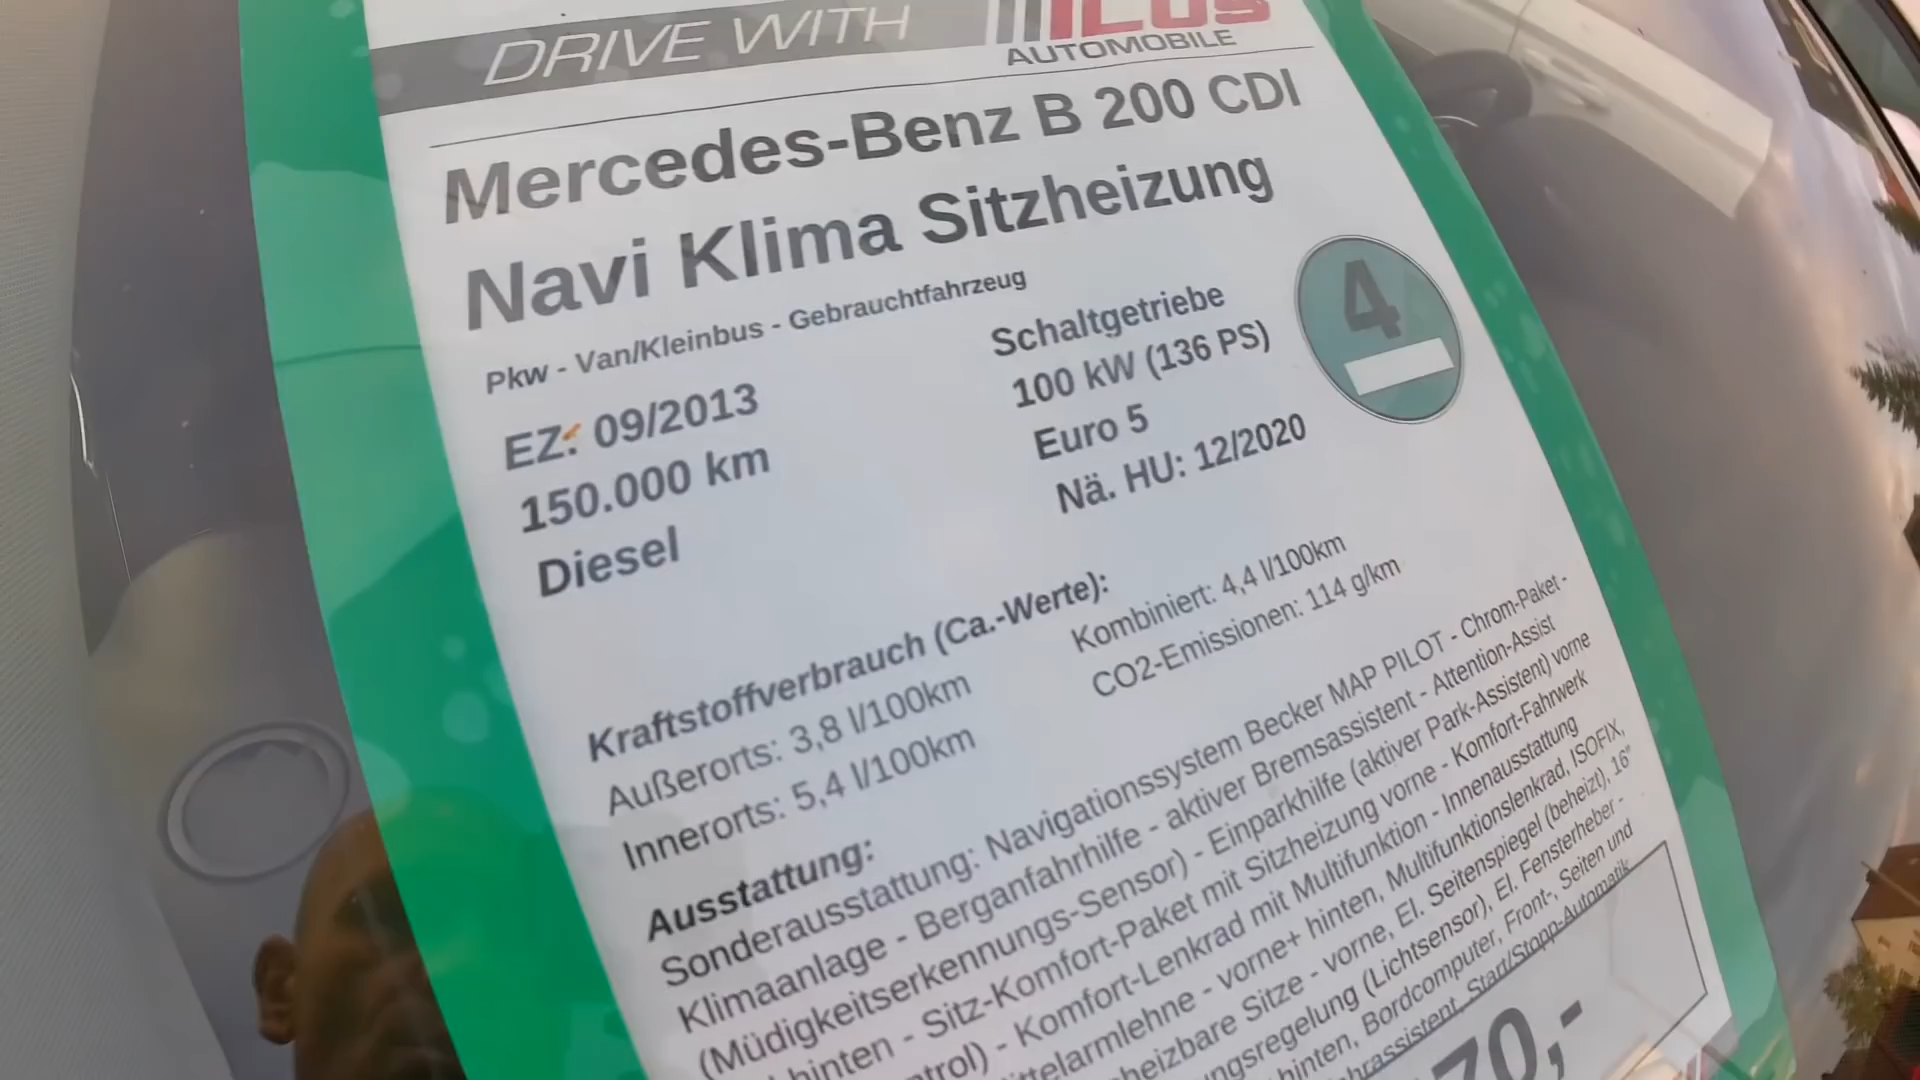 DRIVE WITH
AUTOMOBILE
Mercedes-Benz B 200 CDI
Navi Klima Sitzheizung
Pkw - Van/Kleinbus - Gebrauchtfahrzeug
EZ: 09/2013
150.000 km
Diesel
Schaltgetriebe
100 kW (136 PS)
Euro 5
Nä. HU: 12/2020
4
Kraftstoffverbrauch (Ca.-Werte):
Außerorts: 3,8 l/100km
Innerorts: 5,4 l/100km
Kombiniert: 4,4 l/100km
CO2-Emissionen: 114 g/km
Ausstattung:
Sonderausstattung: Navigationssystem Becker MAP PILOT - Chrom-Paket -
Klimaanlage - Berganfahrhilfe - aktiver Bremsassistent - Attention-Assist
(Müdigkeitserkennungs-Sensor) - Einparkhilfe (aktiver Park-Assistent) vorne
hinten - Sitz-Komfort-Paket mit Sitzheizung vorne - Komfort-Fahrwerk
- Komfort-Lenkrad mit Multifunktion - Innenausstattung
- vorne+ hinten, Multifunktionslenkrad, ISOFIX,
Sitze - vorne, El. Seitenspiegel (beheizt), 16"
(Lichtsensor), El. Fensterheber -
hinten, Bordcomputer, Front-, Seiten und
Start/Stopp-Automatik
70,-